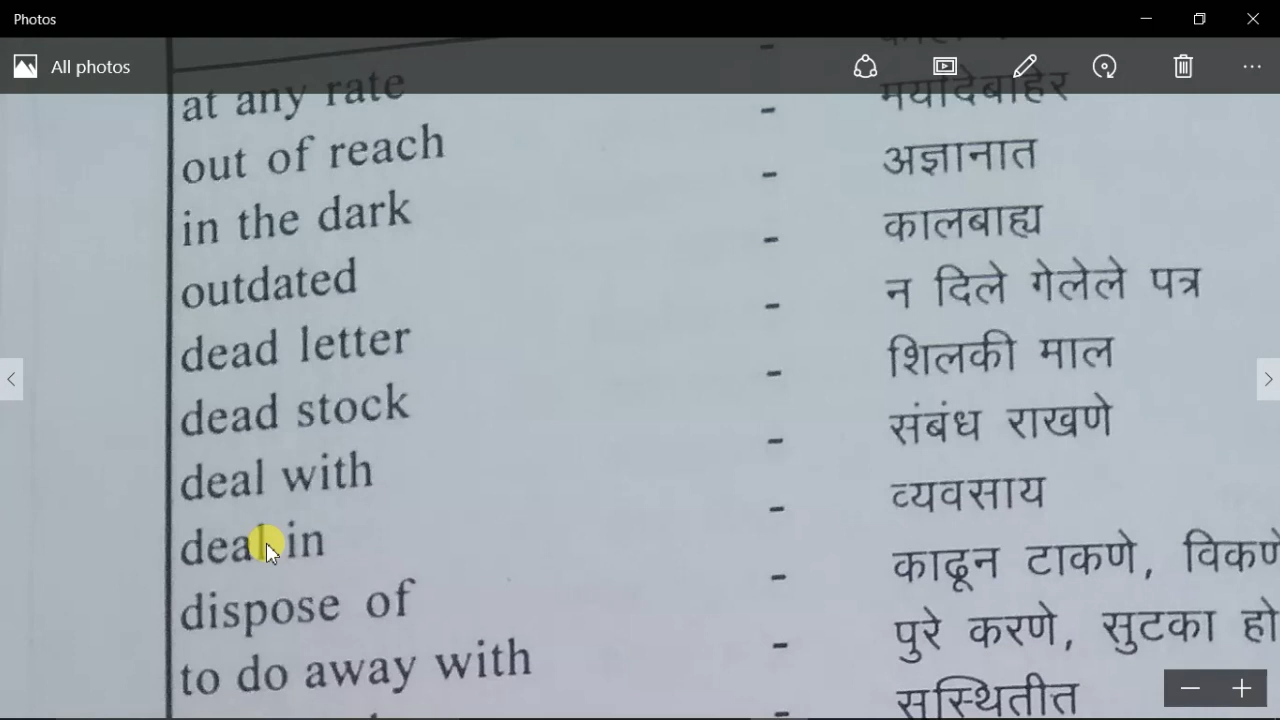 Photos
All photos
at any rate -
out of reach - मर्यादेबाहेर
in the dark - अज्ञानात
outdated - कालबाह्य
dead letter - न दिले गेलेले पत्र
dead stock - शिलकी माल
deal with - संबंध राखणे
deal in - व्यवसाय
dispose of - काढून टाकणे, विकणे
to do away with - पुरे करणे, सुटका हो
- सुस्थितीत